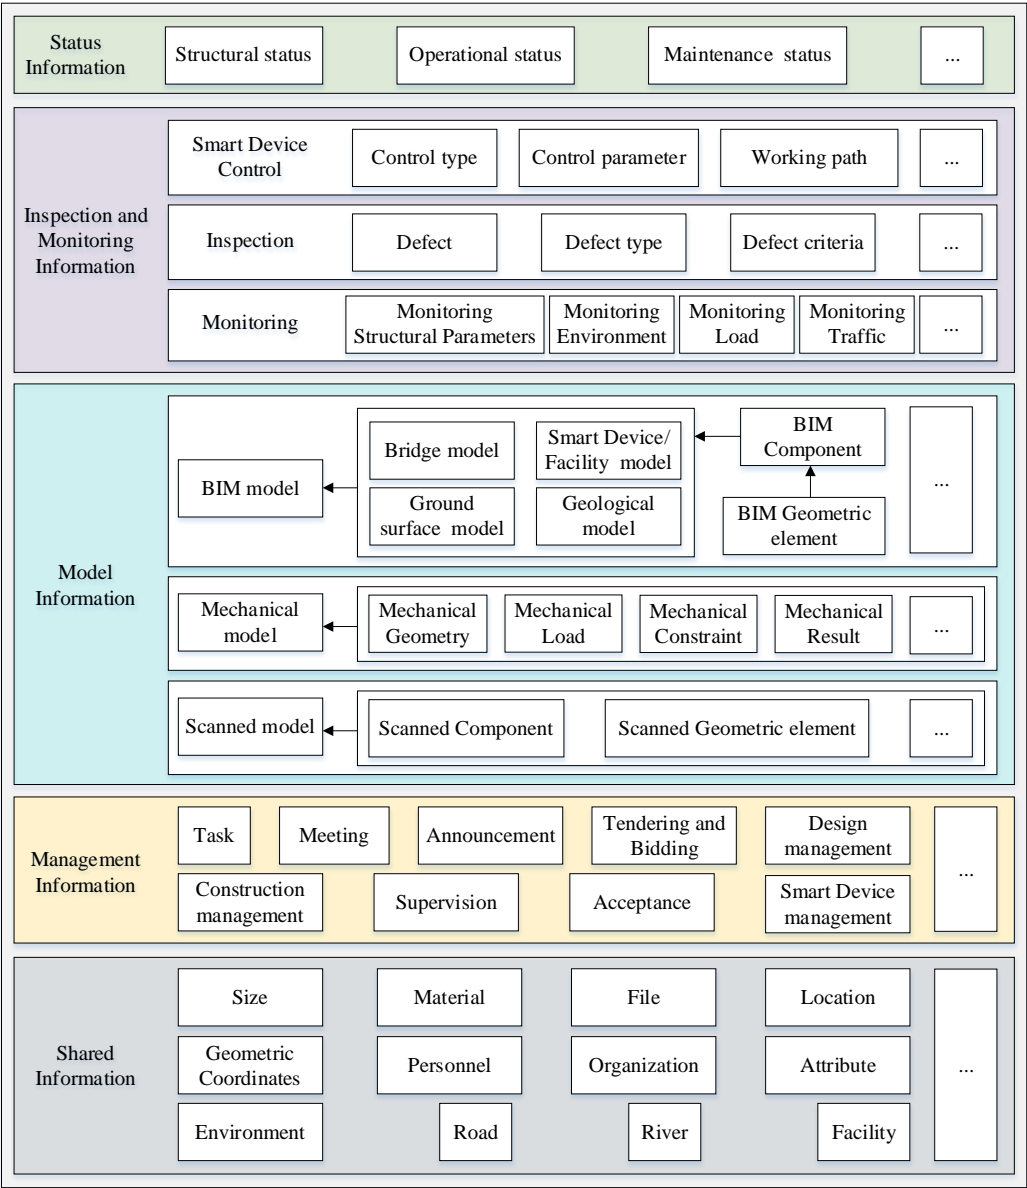 Status
Information
Structural status
Operational status
Maintenance status
...
Inspection and
Monitoring
Information
Smart Device
Control
Control type
Control parameter
Working path
...
Inspection
Defect
Defect type
Defect criteria
...
Monitoring
Monitoring
Structural Parameters
Monitoring
Environment
Monitoring
Load
Monitoring
Traffic
...
Model
Information
BIM model
Bridge model
Smart Device/
Facility model
Ground
surface model
Geological
model
BIM
Component
BIM Geometric
element
...
Mechanical
model
Mechanical
Geometry
Mechanical
Load
Mechanical
Constraint
Mechanical
Result
...
Scanned model
Scanned Component
Scanned Geometric element
...
Management
Information
Task
Meeting
Announcement
Tendering and
Bidding
Design
management
Construction
management
Supervision
Acceptance
Smart Device
management
...
Shared
Information
Size
Material
File
Location
Geometric
Coordinates
Personnel
Organization
Attribute
Environment
Road
River
Facility
...